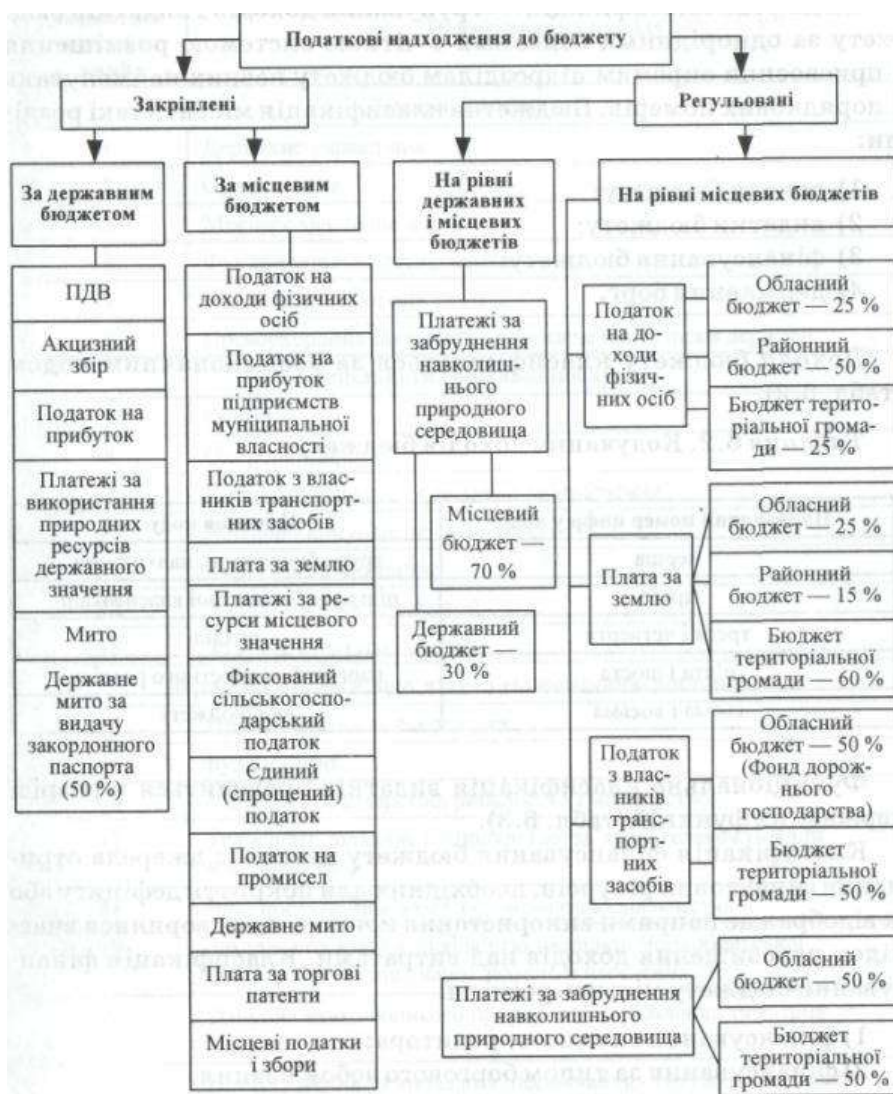 Податкові надходження до бюджету
Закріплені
Регульовані
За державним
бюджетом
За місцевим
бюджетом
На рівні
державних
і місцевих
бюджетів
На рівні місцевих бюджетів
ПДВ
Акцизний
збір
Податок на
прибуток
Платежі за
використання
природних
ресурсів
державного
значення
Мито
Державне
мито за
видачу
закордонного
паспорта
(50 %)
Податок на
доходи фізичних
осіб
Податок на
прибуток
підприємств
муніципальної
власності
Податок з влас-
ників транспорт-
них засобів
Плата за землю
Платежі за ре-
сурси місцевого
значення
Фіксований
сільськогоспо-
дарський
податок
Єдиний
(спрощений)
податок
Податок на
промисел
Державне мито
Плата за торгові
патенти
Місцеві податки
і збори
Платежі за
забруднення
навколиш-
нього
природного
середовища
Місцевий
бюджет —
70 %
Державний
бюджет —
30 %
Податок
на до-
ходи
фізич-
них осіб
Обласний
бюджет — 25 %
Районний
бюджет — 50 %
Бюджет терито-
ріальної грома-
ди — 25 %
Плата за
землю
Обласний
бюджет — 25 %
Районний
бюджет — 15 %
Бюджет
територіальної
громади — 60 %
Податок
з влас-
ників
транс-
порт-
них
засобів
Обласний
бюджет — 50 %
(Фонд дорож-
нього
господарства)
Бюджет
територіальної
громади — 50 %
Платежі за забруднення
навколишнього
природного середовища
Обласний
бюджет — 50 %
Бюджет
територіальної
громади — 50 %